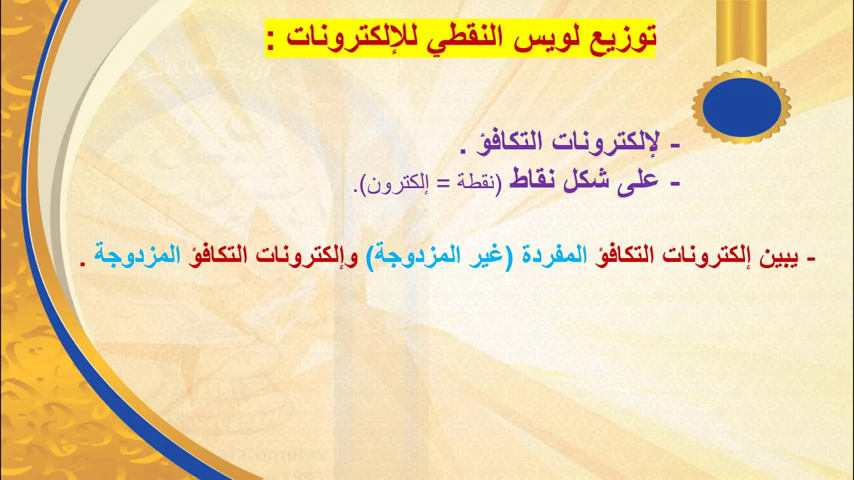 توزيع لويس النقطي للإلكترونات :
- لإلكترونات التكافؤ .
- على شكل نقاط (نقطة = إلكترون).
- يبين إلكترونات التكافؤ المفردة (غير المزدوجة) وإلكترونات التكافؤ المزدوجة .